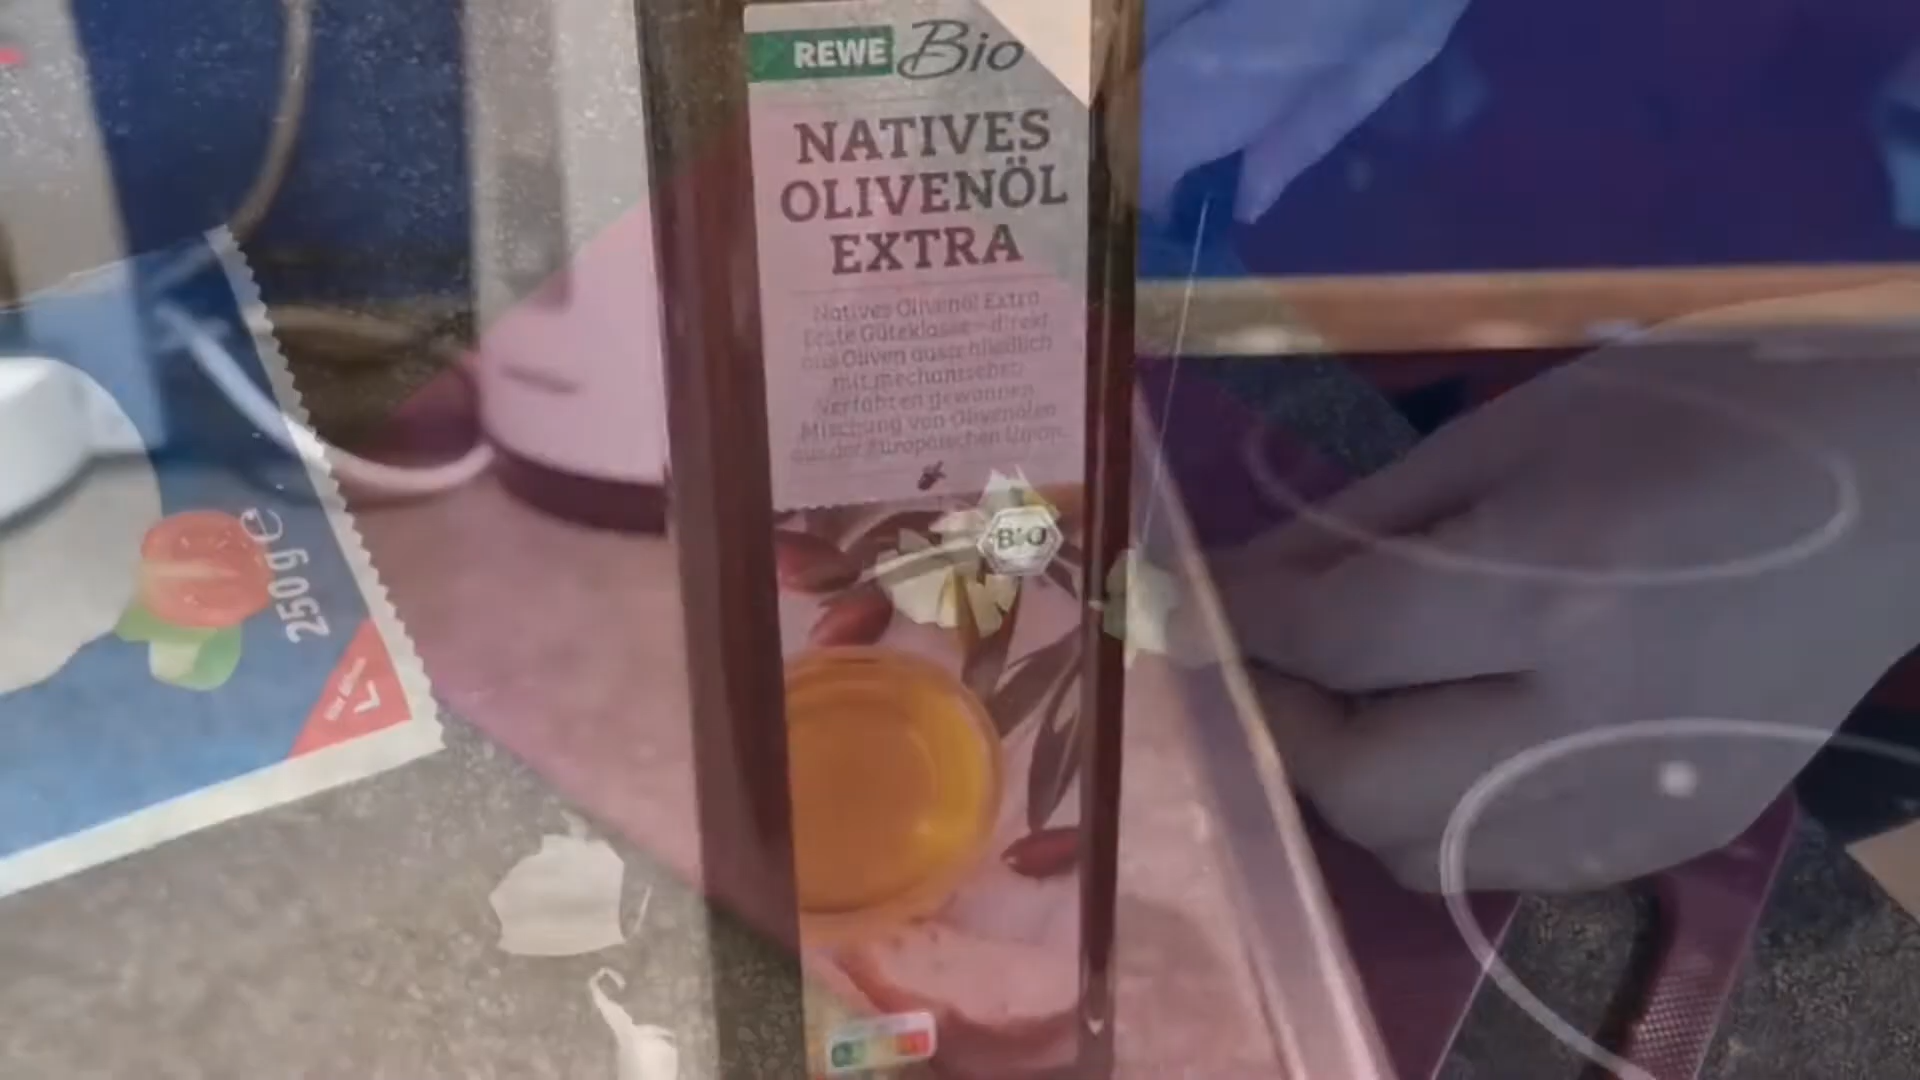 REWE Bio
NATIVES
OLIVENÖL
EXTRA
Natives Olivenöl Extra
Erste Güteklasse – direkt
aus Oliven ausschließlich
mit mechanischen
Verfahren gewonnen.
Mischung von Olivenölen
aus der Europäischen Union.
BIO
250g e